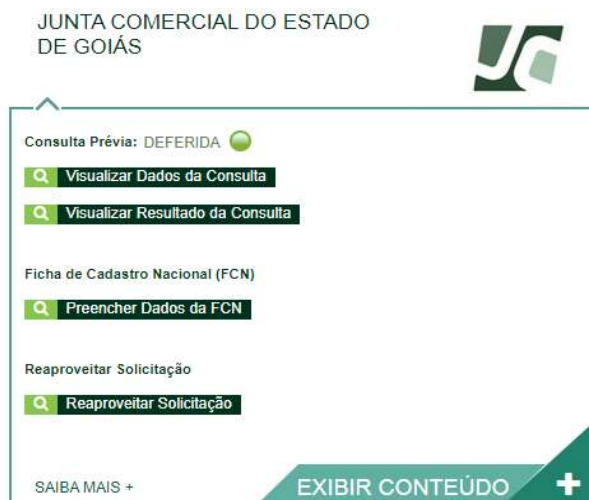 JUNTA COMERCIAL DO ESTADO
DE GOIÁS
JC
Consulta Prévia: DEFERIDA
Visualizar Dados da Consulta
Visualizar Resultado da Consulta
Ficha de Cadastro Nacional (FCN)
Preencher Dados da FCN
Reaproveitar Solicitação
Reaproveitar Solicitação
SAIBA MAIS +
EXIBIR CONTEÚDO +